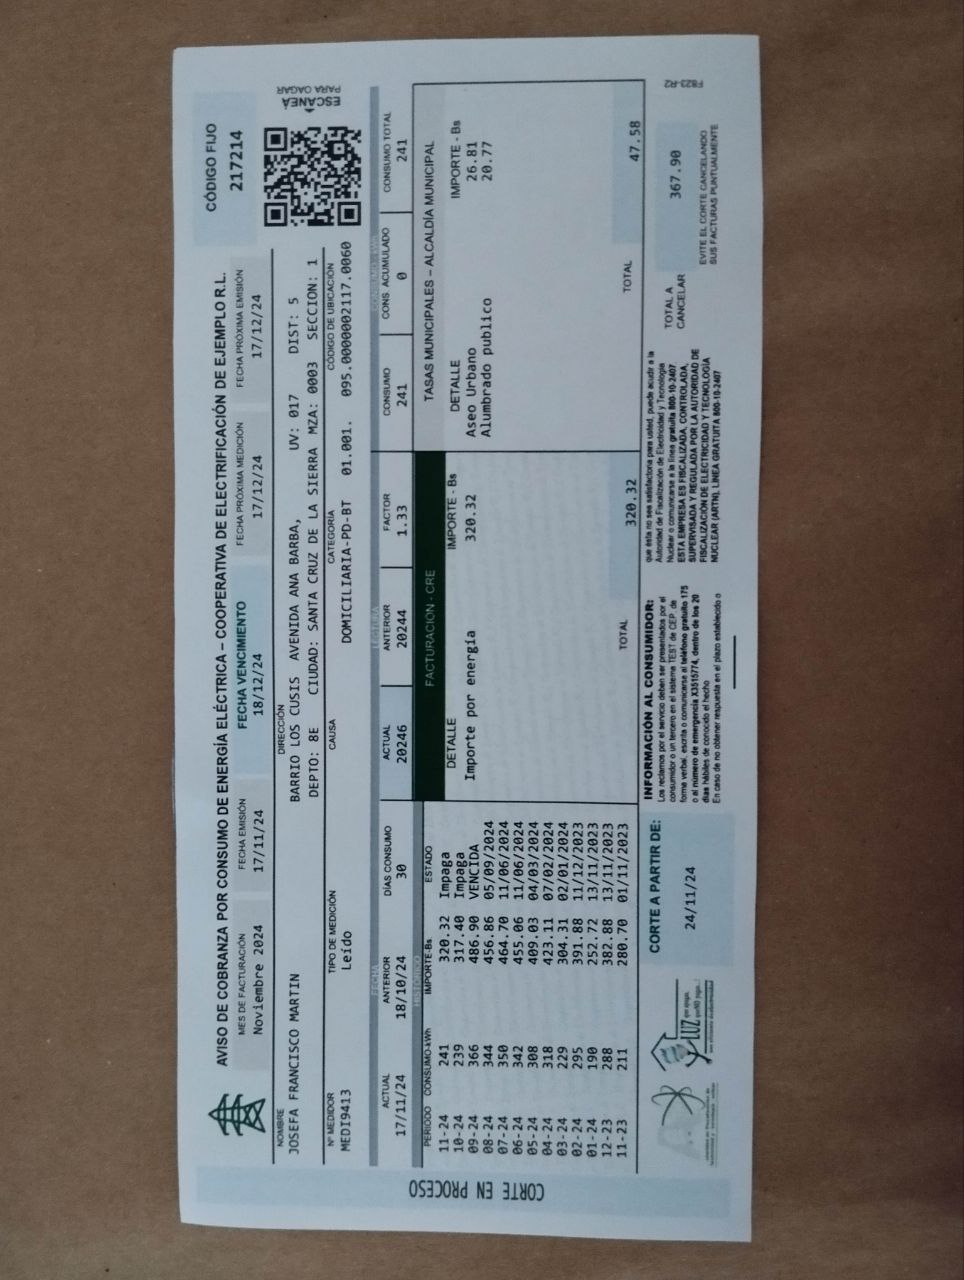 AVISO DE COBRANZA POR CONSUMO DE ENERGÍA ELÉCTRICA – COOPERATIVA DE ELECTRIFICACIÓN DE EJEMPLO R.L.
CÓDIGO FIJO
217214
MES DE FACTURACIÓN FECHA EMISIÓN FECHA VENCIMIENTO FECHA PRÓXIMA MEDICIÓN FECHA PRÓXIMA EMISIÓN
Noviembre 2024 17/11/24 18/12/24 17/12/24 17/12/24
ESCANEA
PARA OAGAR
NOMBRE DIRECCIÓN
JOSEFA FRANCISCO MARTIN BARRIO LOS CUSIS AVENIDA ANA BARBA, UV: 017 DIST: 5
DEPTO: 8E CIUDAD: SANTA CRUZ DE LA SIERRA MZA: 0003 SECCION: 1
Nº MEDIDOR TIPO DE MEDICIÓN CAUSA CATEGORÍA CÓDIGO DE UBICACIÓN
MEDI9413 Leído DOMICILIARIA-PD-BT 01.001. 095.0000002117.0060
FECHA LECTURA CONSUMO kWh
ACTUAL ANTERIOR DÍAS CONSUMO ACTUAL ANTERIOR FACTOR CONSUMO CONS. ACUMULADO CONSUMO TOTAL
17/11/24 18/10/24 30 20246 20244 1.33 241 0 241
HISTÓRICO
PERIODO CONSUMO-kWh IMPORTE-Bs ESTADO
11-24 241 320.32 Impaga
10-24 239 317.40 Impaga
09-24 366 486.90 VENCIDA
08-24 344 456.86 05/09/2024
07-24 350 464.70 11/06/2024
06-24 342 455.06 11/06/2024
05-24 308 409.03 04/03/2024
04-24 318 423.11 07/02/2024
03-24 229 304.31 02/01/2024
02-24 295 391.88 11/12/2023
01-24 190 252.72 13/11/2023
12-23 288 382.88 13/11/2023
11-23 211 280.70 01/11/2023
FACTURACIÓN - CRE
DETALLE IMPORTE - Bs
Importe por energía 320.32
TOTAL 320.32
TASAS MUNICIPALES – ALCALDÍA MUNICIPAL
DETALLE IMPORTE - Bs
Aseo Urbano 26.81
Alumbrado publico 20.77
TOTAL 47.58
CORTE EN PROCESO
LUZ
CORTE A PARTIR DE:
24/11/24
INFORMACIÓN AL CONSUMIDOR:
Los reclamos por el servicio deben ser presentados por el
consumidor o un tercero en el sistema TEST de CEP, de
forma verbal, escrita o comunicarse al teléfono gratuito 175
o al número de emergencia X3515774, dentro de los 20
días hábiles de conocido el hecho
En caso de no obtener respuesta en el plazo establecido o
que ésta no sea satisfactoria para usted, puede acudir a la
Autoridad de Fiscalización de Electricidad y Tecnología
Nuclear o comunicarse a la línea gratuita 800-10-2407.
ESTA EMPRESA ES FISCALIZADA, CONTROLADA,
SUPERVISADA Y REGULADA POR LA AUTORIDAD DE
FISCALIZACIÓN DE ELECTRICIDAD Y TECNOLOGÍA
NUCLEAR (ARTN). LÍNEA GRATUITA 800-10-2407
TOTAL A
CANCELAR
367.90
EVITE EL CORTE CANCELANDO
SUS FACTURAS PUNTUALMENTE
F823-R2